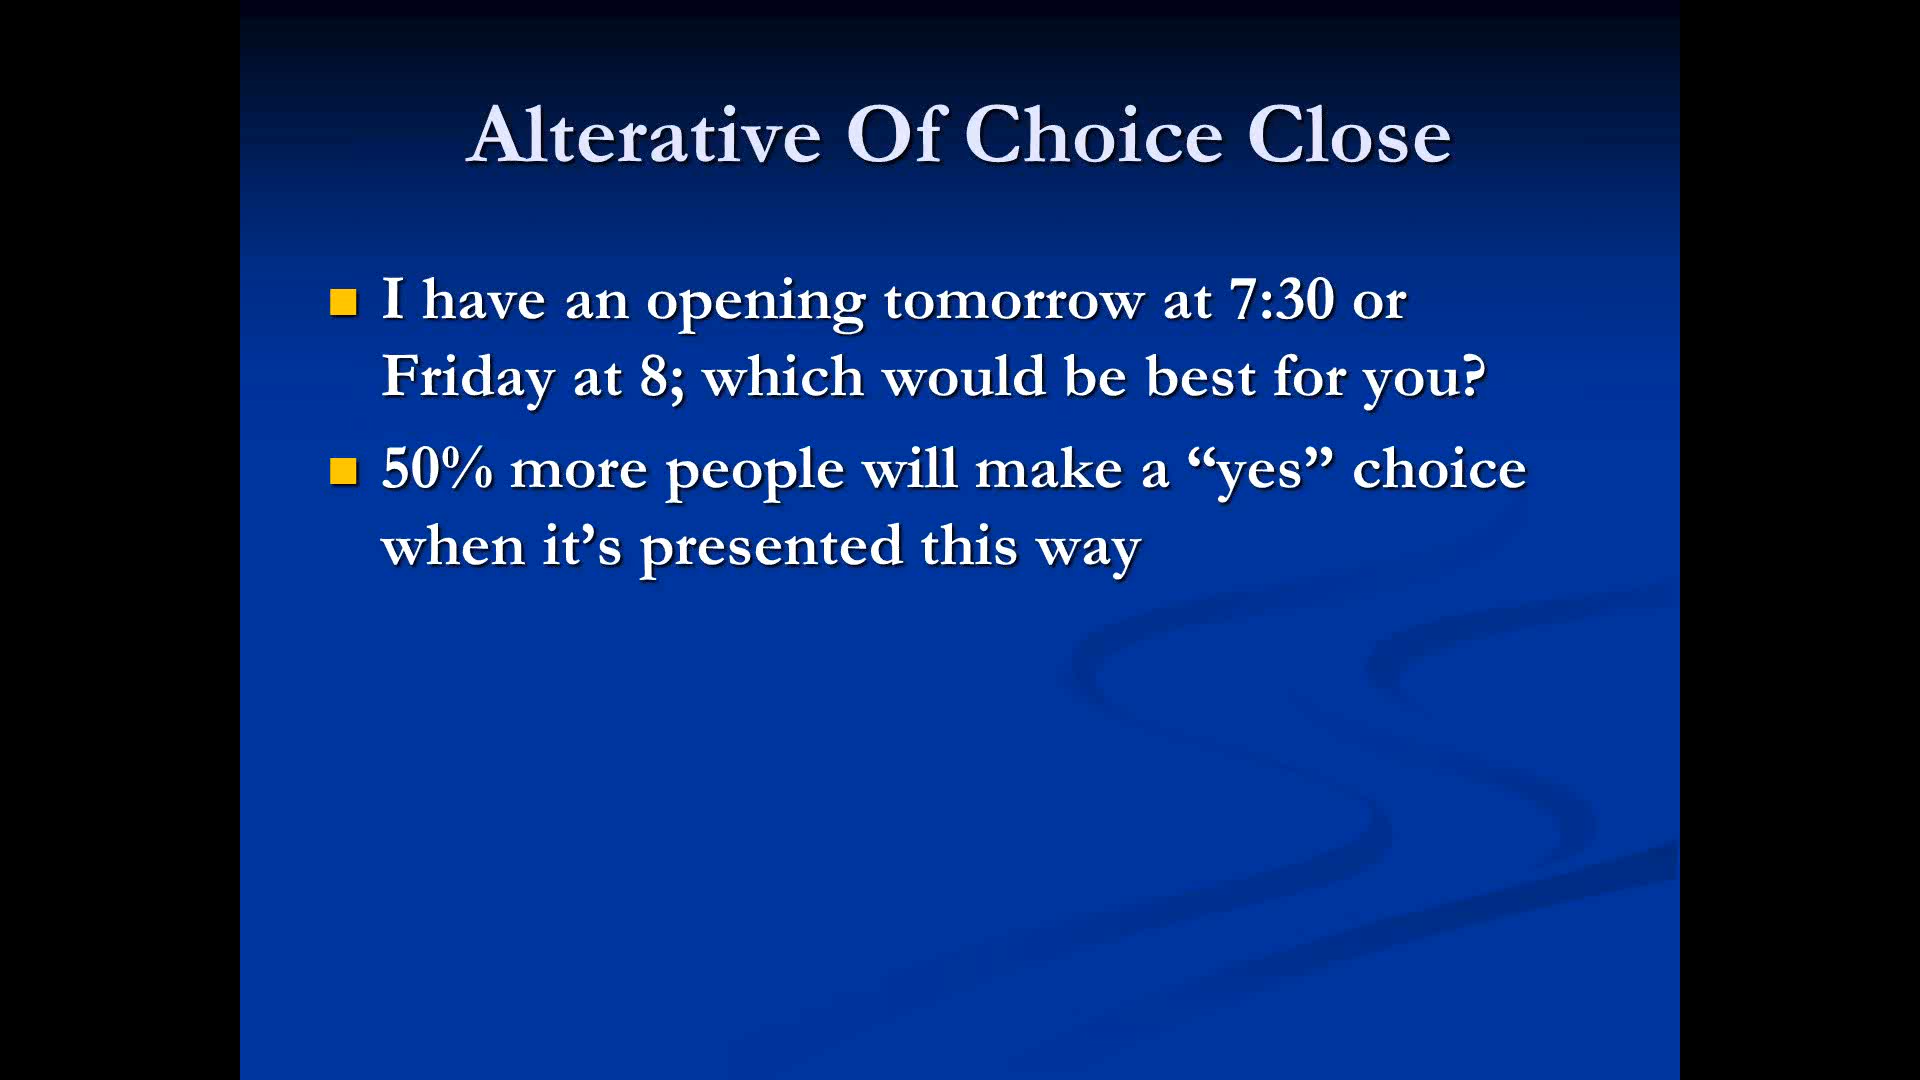 Alterative Of Choice Close
I have an opening tomorrow at 7:30 or
Friday at 8; which would be best for you?
50% more people will make a “yes” choice
when it’s presented this way